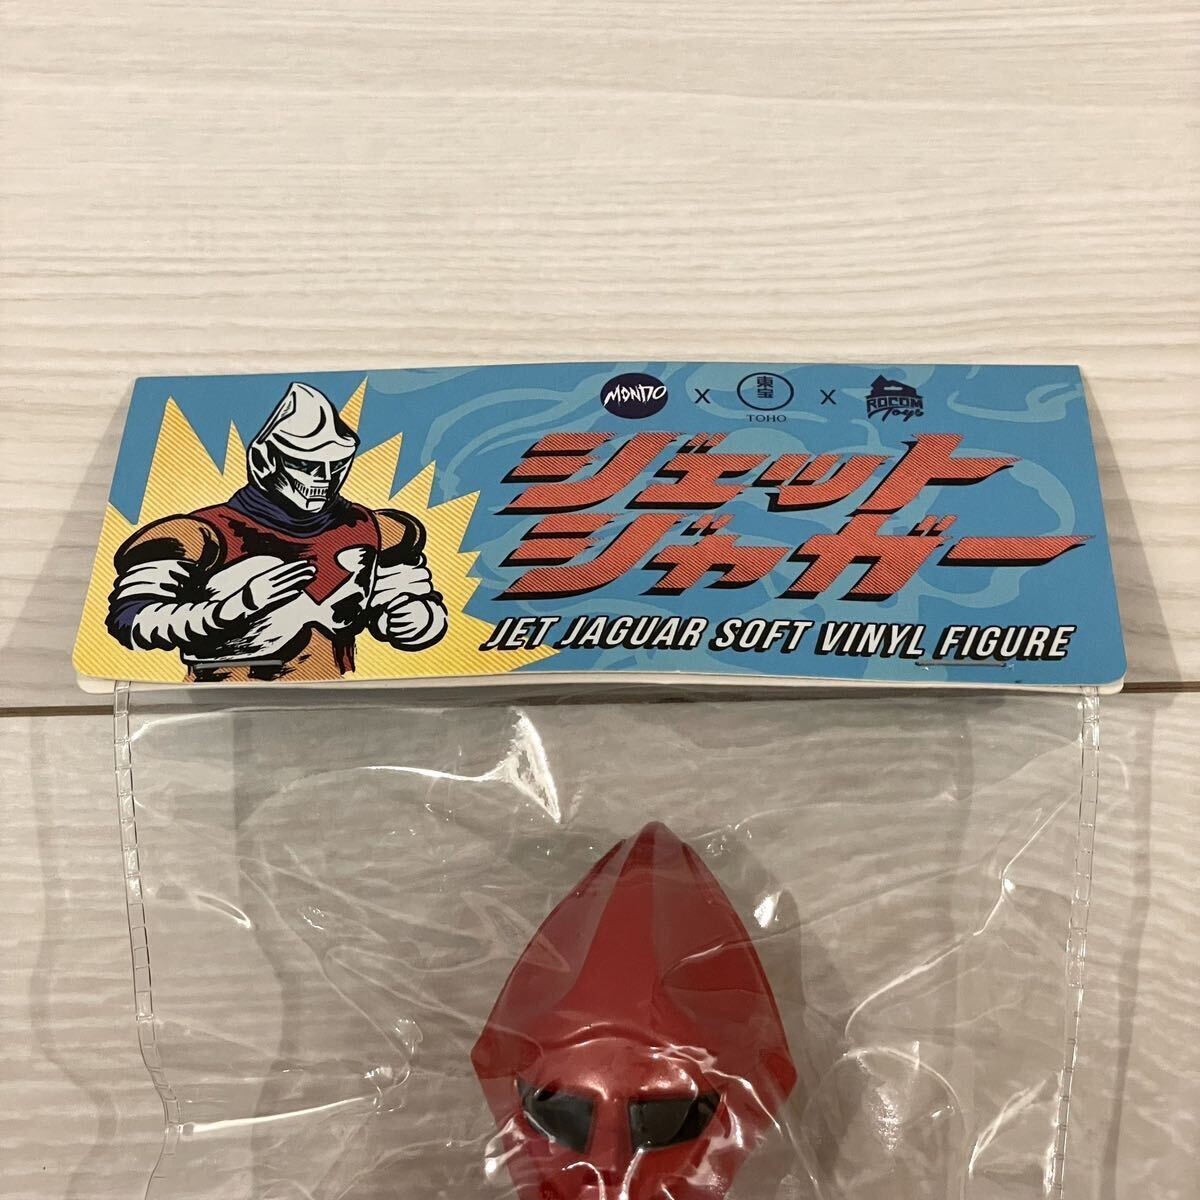 MONDO X 東宝 TOHO X ROCOM Toys
ジェット
ジャガー
JET JAGUAR SOFT VINYL FIGURE